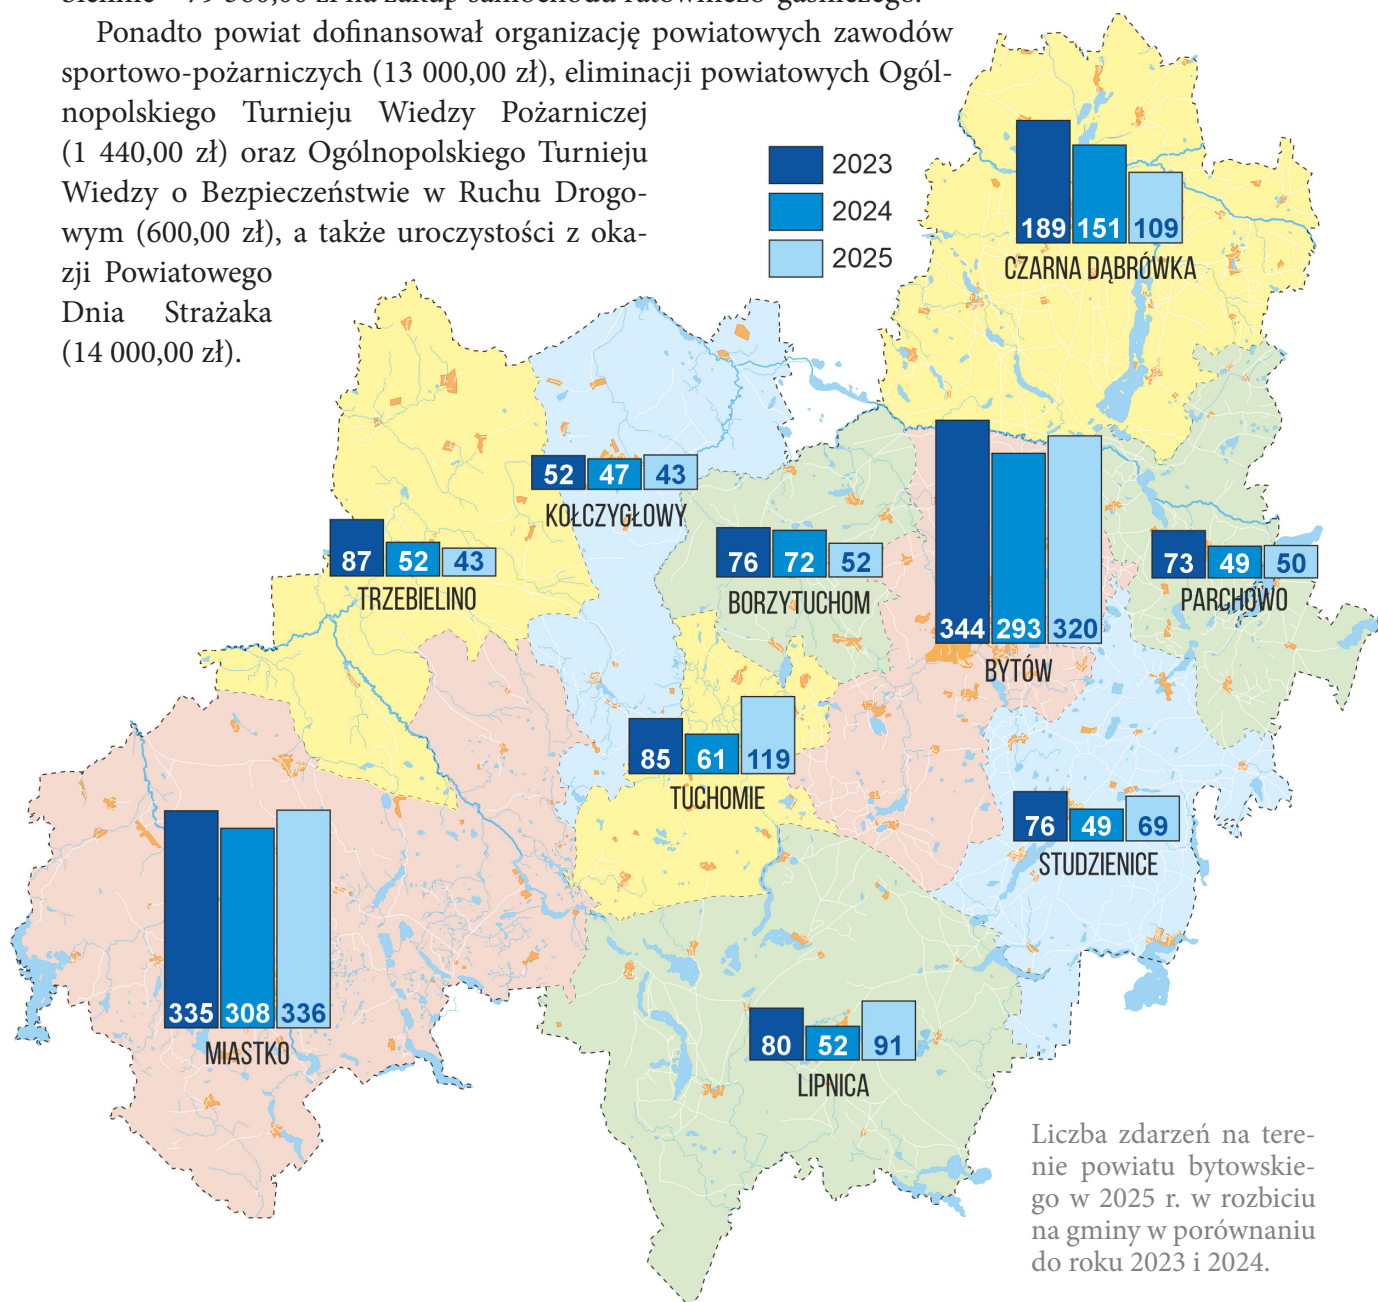 Ponadto powiat dofinansował organizację powiatowych zawodów
sportowo-pożarniczych (13 000,00 zł), eliminacji powiatowych Ogól-
nopolskiego Turnieju Wiedzy Pożarniczej
(1 440,00 zł) oraz Ogólnopolskiego Turnieju
Wiedzy o Bezpieczeństwie w Ruchu Drogo-
wym (600,00 zł), a także uroczystości z oka-
zji Powiatowego
Dnia Strażaka
(14 000,00 zł).
2023
2024
2025
189 151 109
CZARNA DĄBRÓWKA
52 47 43
KOŁCZYGŁOWY
87 52 43
TRZEBIELINO
76 72 52
BORZYTUCHOM
344 293 320
BYTÓW
73 49 50
PARCHOWO
85 61 119
TUCHOMIE
76 49 69
STUDZIENICE
335 308 336
MIASTKO
80 52 91
LIPNICA
Liczba zdarzeń na tere-
nie powiatu bytowskie-
go w 2025 r. w rozbiciu
na gminy w porównaniu
do roku 2023 i 2024.